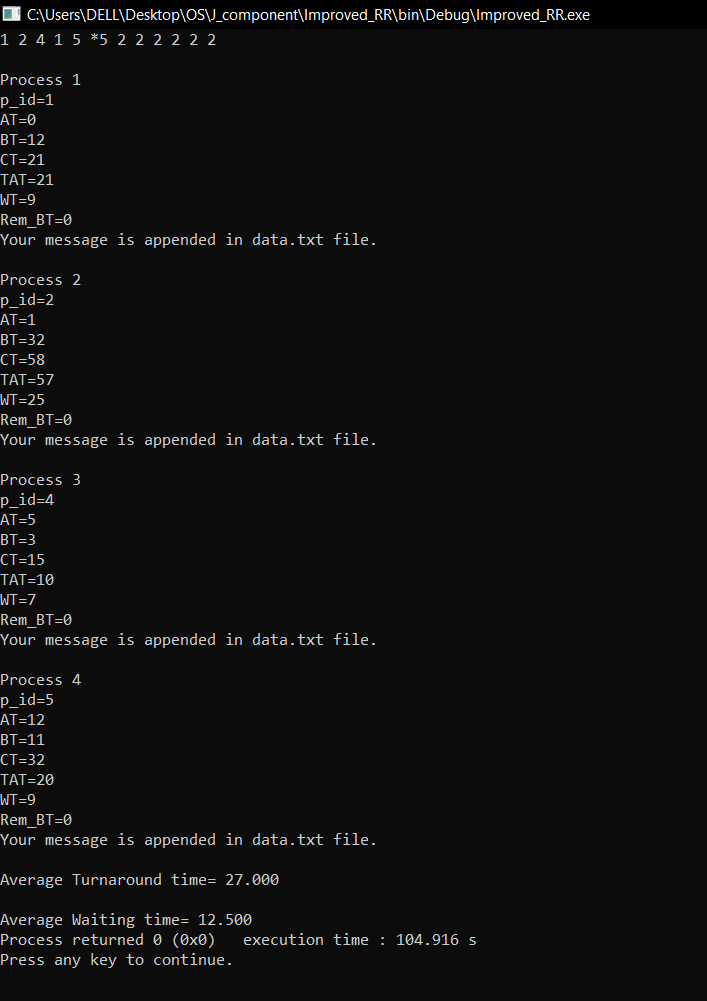 C:\Users\DELL\Desktop\OS\J_component\Improved_RR\bin\Debug\Improved_RR.exe
1 2 4 1 5 *5 2 2 2 2 2 2
Process 1
p_id=1
AT=0
BT=12
CT=21
TAT=21
WT=9
Rem_BT=0
Your message is appended in data.txt file.
Process 2
p_id=2
AT=1
BT=32
CT=58
TAT=57
WT=25
Rem_BT=0
Your message is appended in data.txt file.
Process 3
p_id=4
AT=5
BT=3
CT=15
TAT=10
WT=7
Rem_BT=0
Your message is appended in data.txt file.
Process 4
p_id=5
AT=12
BT=11
CT=32
TAT=20
WT=9
Rem_BT=0
Your message is appended in data.txt file.
Average Turnaround time= 27.000
Average Waiting time= 12.500
Process returned 0 (0x0)   execution time : 104.916 s
Press any key to continue.